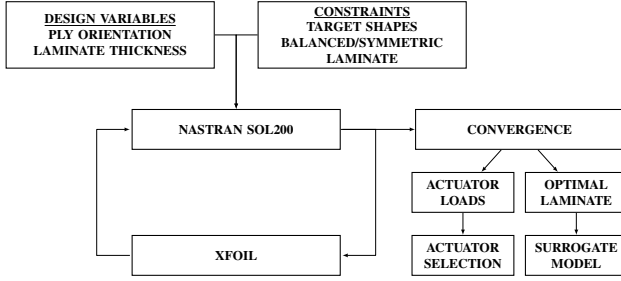 DESIGN VARIABLES
PLY ORIENTATION
LAMINATE THICKNESS
CONSTRAINTS
TARGET SHAPES
BALANCED/SYMMETRIC
LAMINATE
NASTRAN SOL200
CONVERGENCE
ACTUATOR
LOADS
OPTIMAL
LAMINATE
XFOIL
ACTUATOR
SELECTION
SURROGATE
MODEL